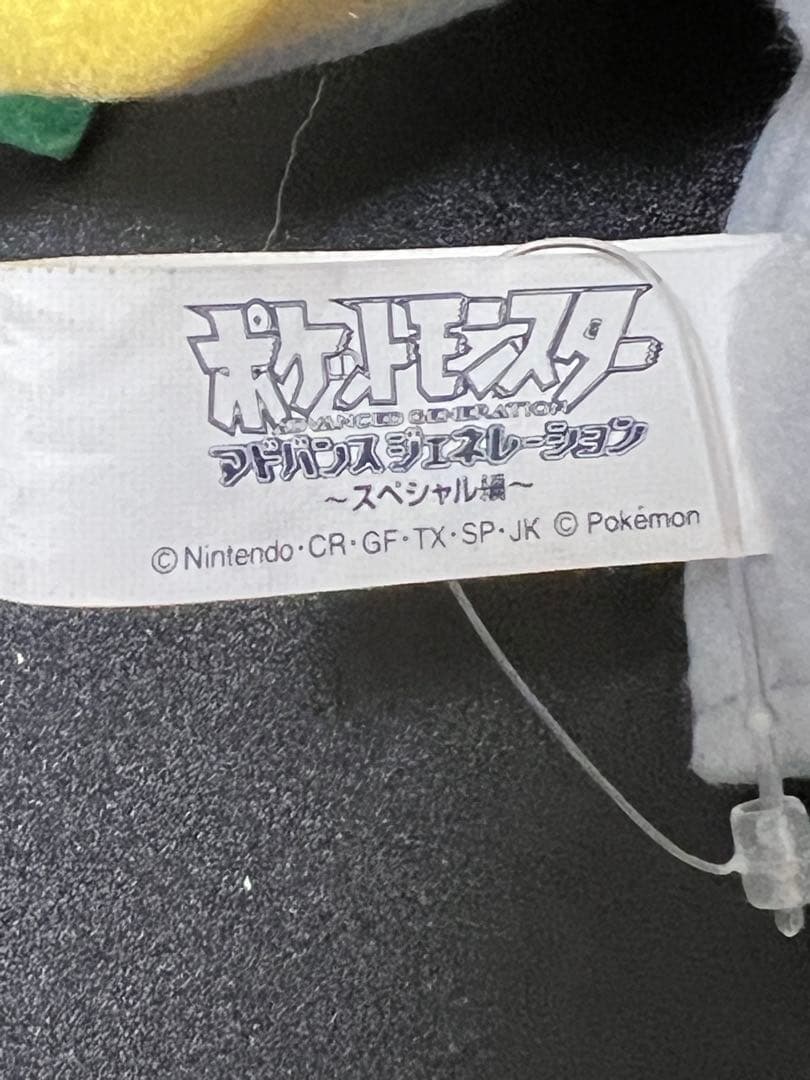 ポケットモンスター
ADVANCED GENERATION
アドバンスジェネレーション
〜スペシャル編〜
©Nintendo・CR・GF・TX・SP・JK © Pokémon